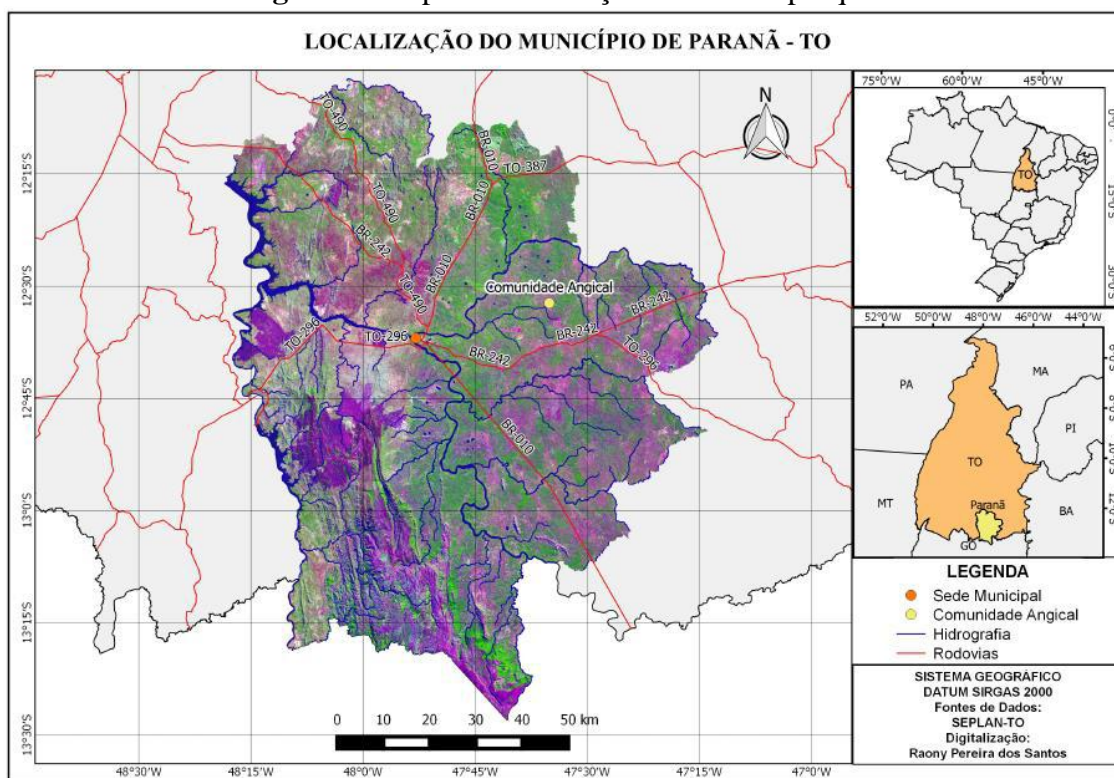 LOCALIZAÇÃO DO MUNICÍPIO DE PARANÃ - TO
N
TO-490
BR-010
TO-387
TO-490
BR-242
BR-010
TO-490
BR-010
Comunidade Angical
BR-242
TO-296
TO-296
BR-242
BR-242
TO-296
BR-010
12°15'S
12°30'S
12°45'S
13°00'S
13°15'S
13°30'S
0 10 20 30 40 50 km
48°30'W 48°15'W 48°0'W 47°45'W 47°30'W 47°15'W 47°0'W
75°0'W 60°0'W 45°0'W
TO
52°0'W 50°0'W 48°0'W 46°0'W 44°0'W
PA
MA
PI
TO
MT
Paranã
BA
GO
LEGENDA
Sede Municipal
Comunidade Angical
Hidrografia
Rodovias
SISTEMA GEOGRÁFICO
DATUM SIRGAS 2000
Fontes de Dados:
SEPLAN-TO
Digitalização:
Raony Pereira dos Santos